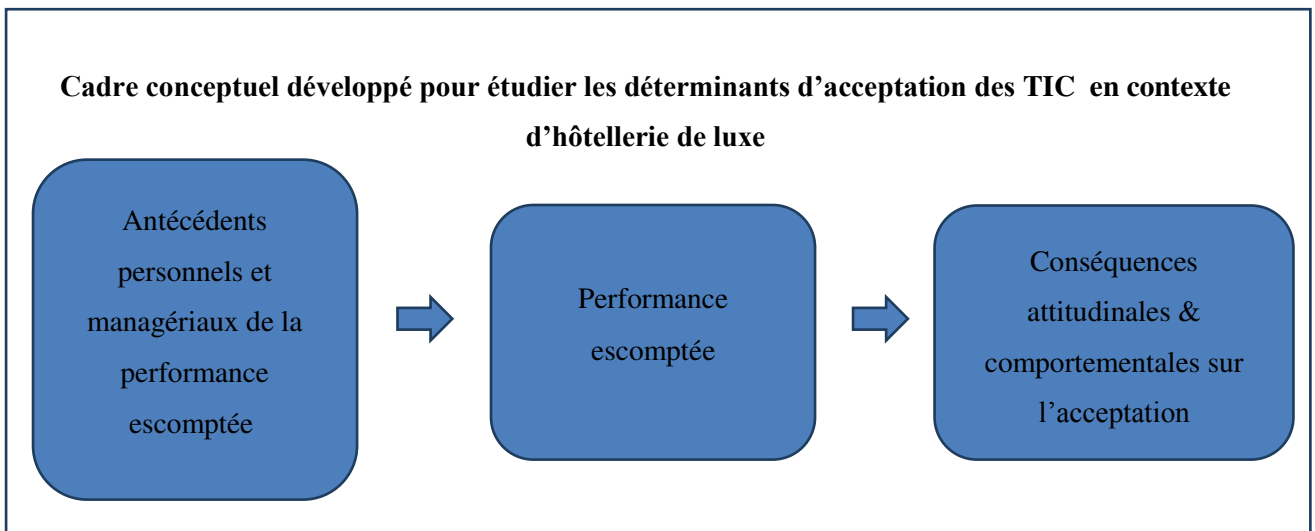 Cadre conceptuel développé pour étudier les déterminants d’acceptation des TIC en contexte
d’hôtellerie de luxe
Antécédents
personnels et
managériaux de la
performance
escomptée
Performance
escomptée
Conséquences
attitudinales &
comportementales sur
l’acceptation